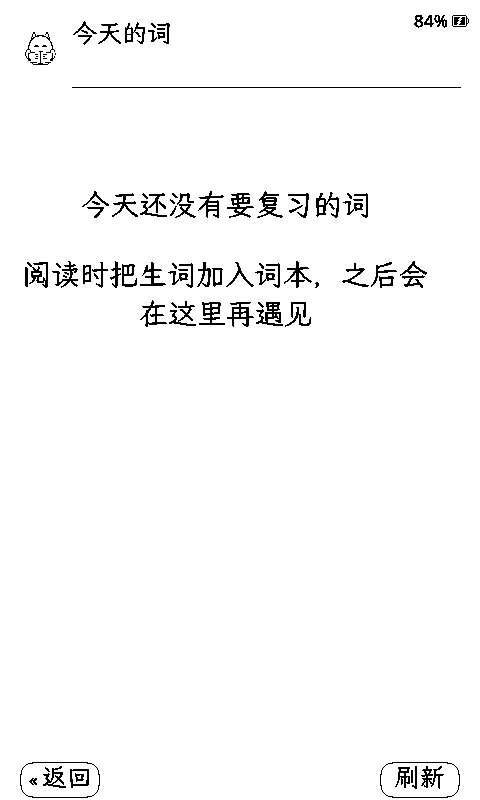 84%
今天的词
今天还没有要复习的词
阅读时把生词加入词本，之后会
在这里再遇见
« 返回
刷新